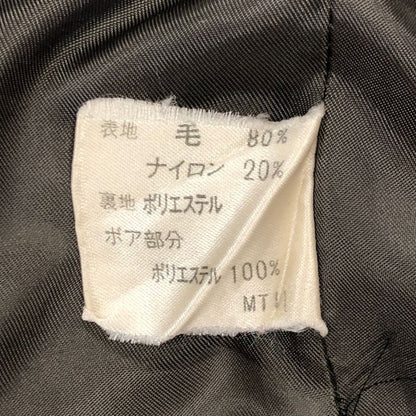 表地 毛 80%
ナイロン 20%
裏地 ポリエステル
ボア部分
ポリエステル 100%
MT